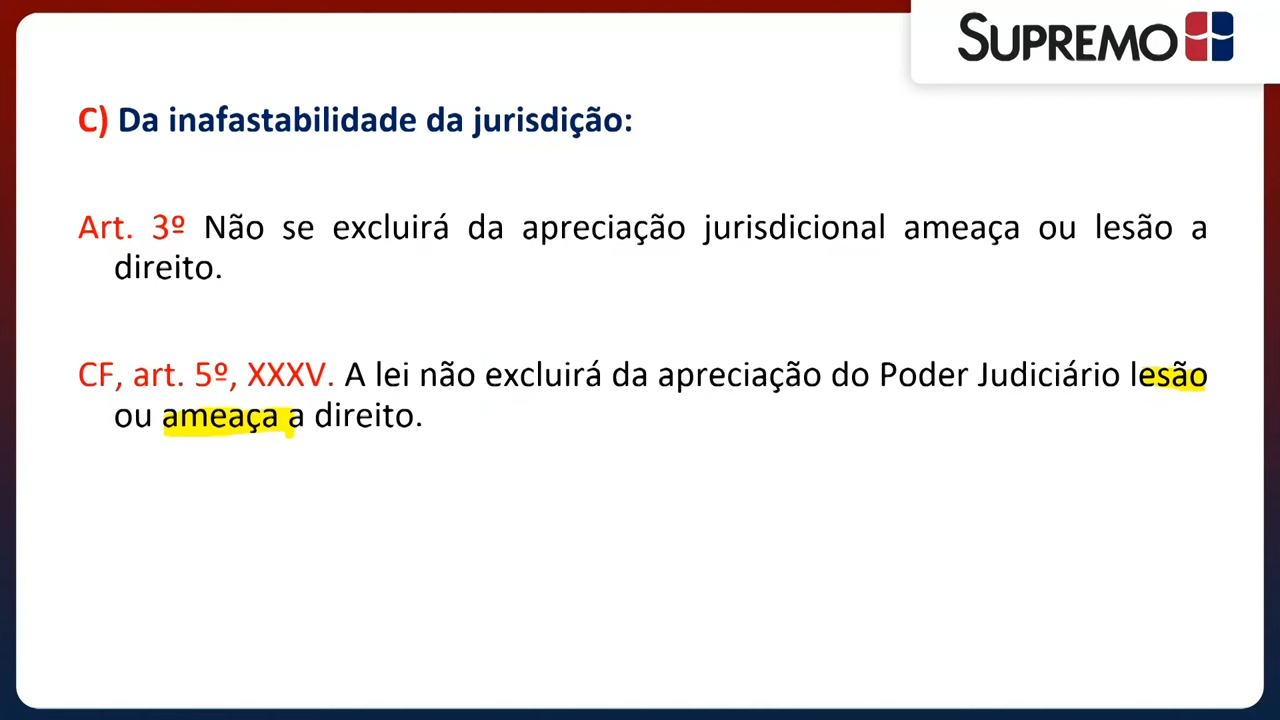 SUPREMO
C) Da inafastabilidade da jurisdição:
Art. 3º Não se excluirá da apreciação jurisdicional ameaça ou lesão a
direito.
CF, art. 5º, XXXV. A lei não excluirá da apreciação do Poder Judiciário lesão
ou ameaça a direito.